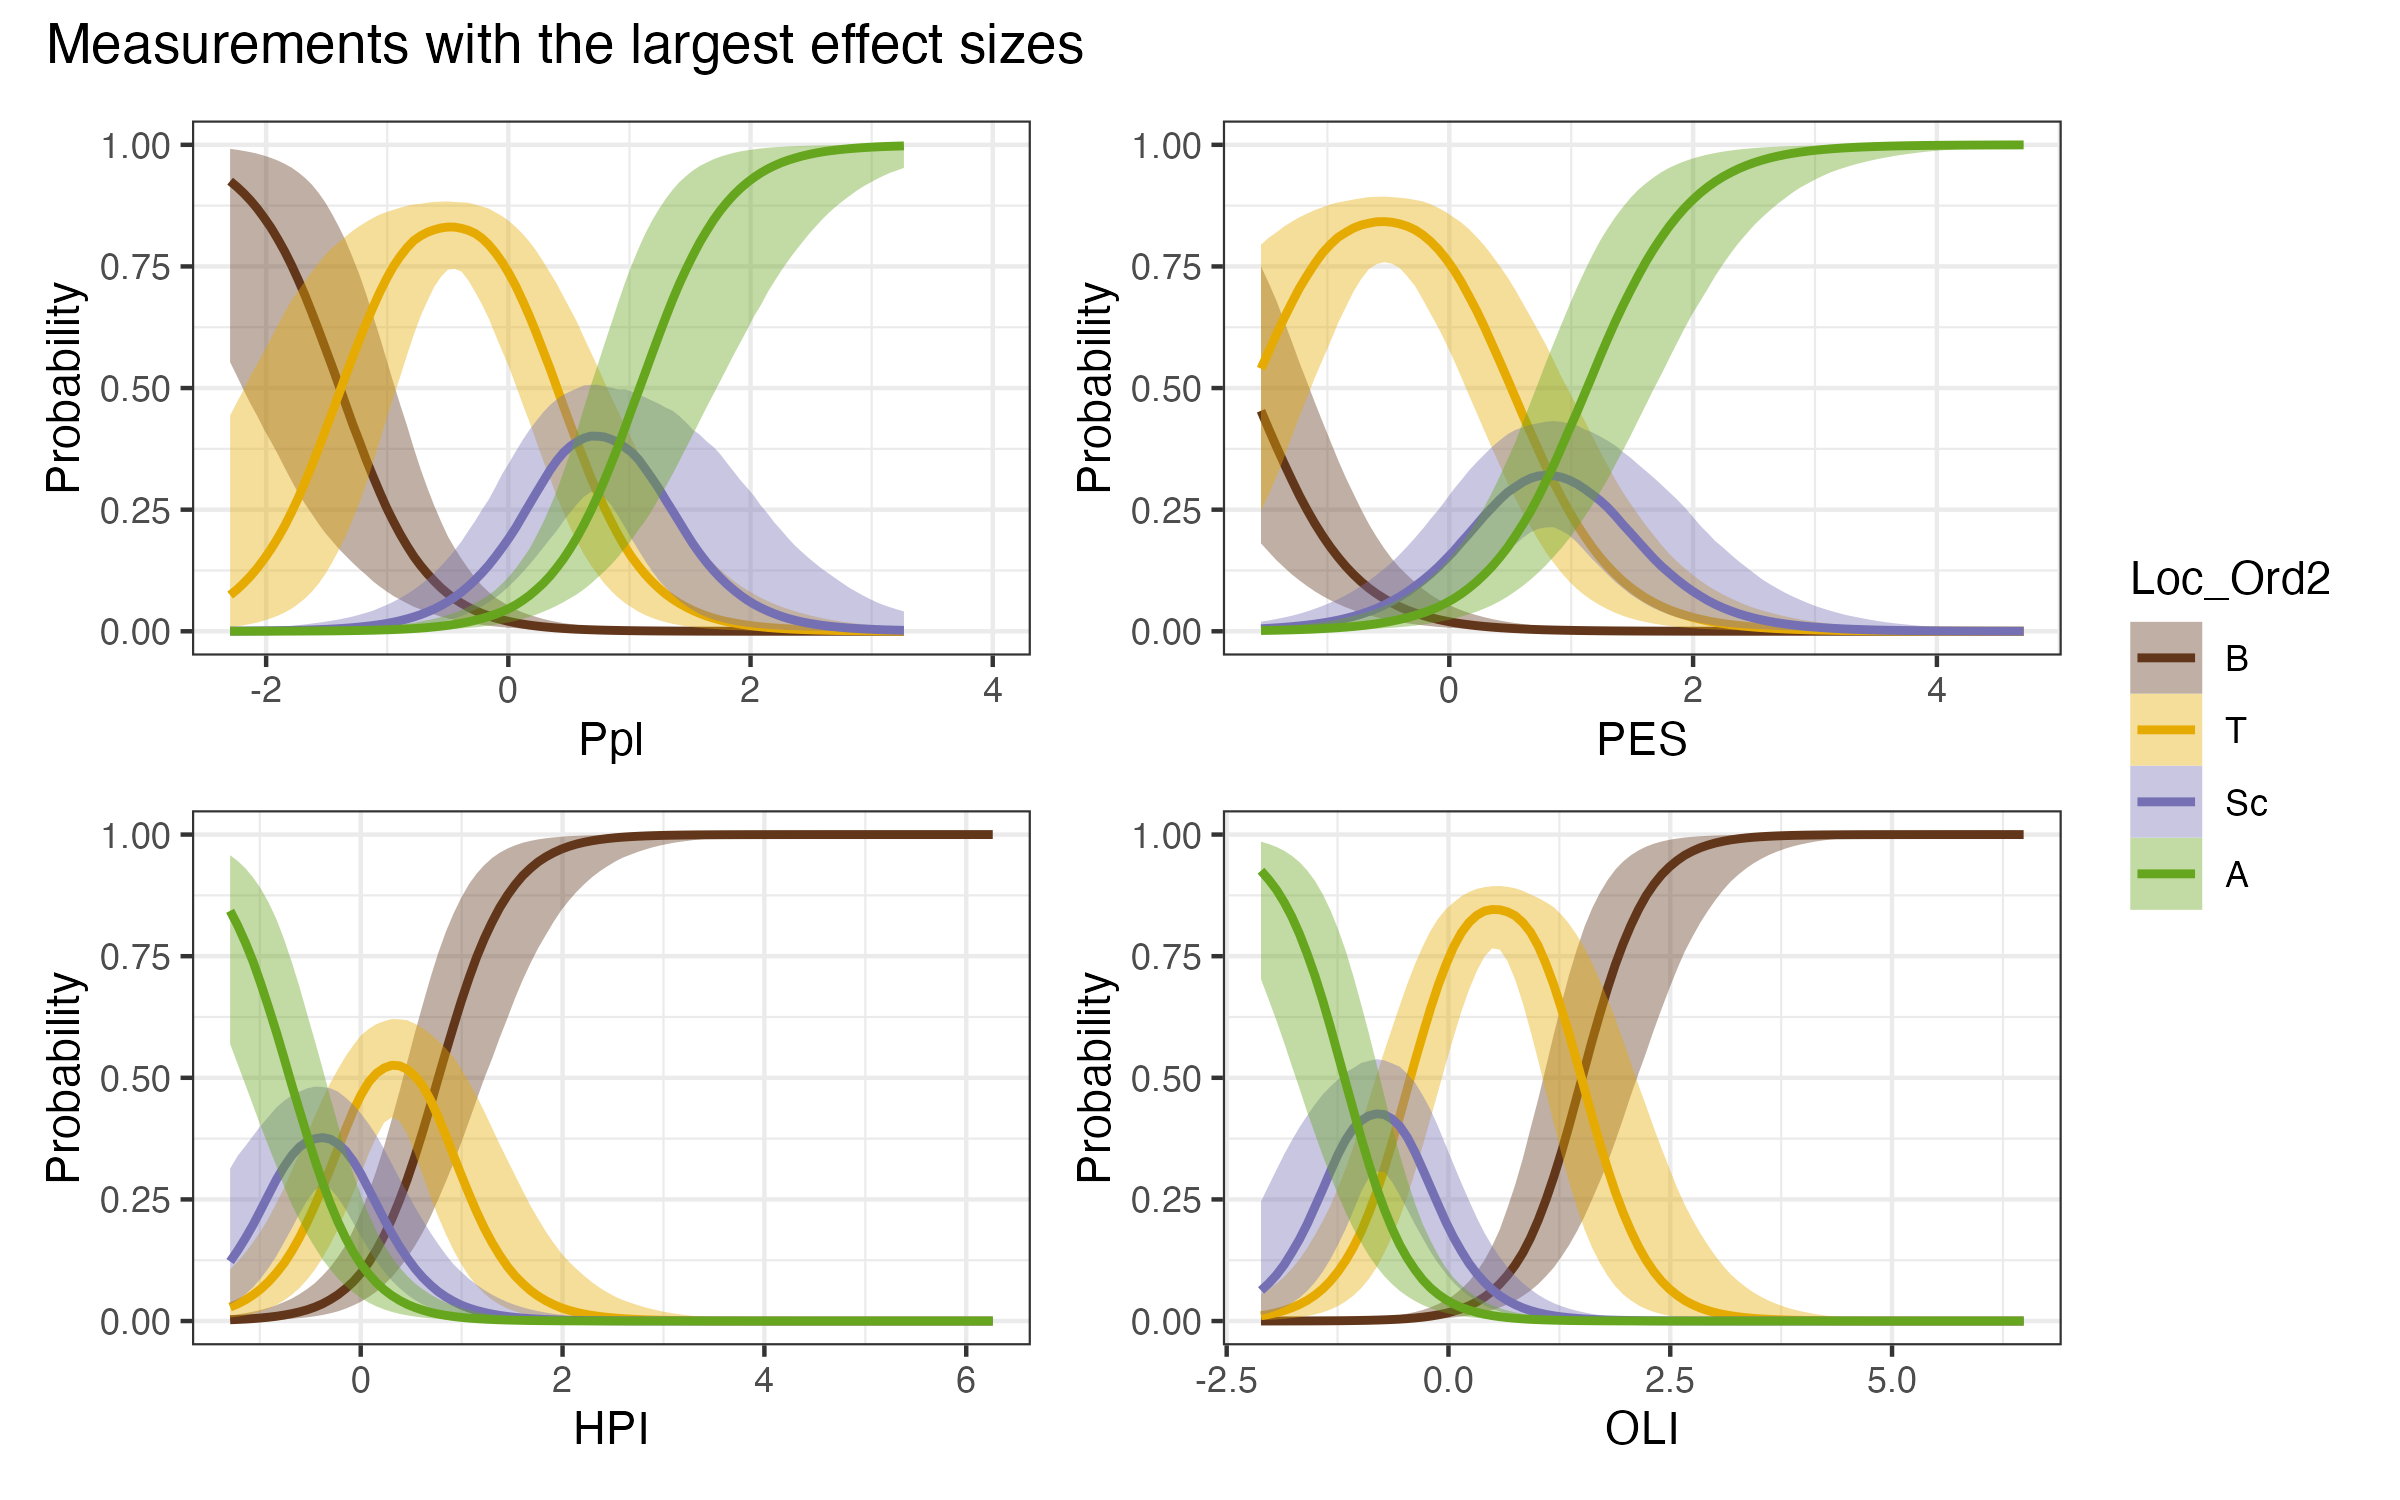 Measurements with the largest effect sizes
Probability
1.00
0.75
0.50
0.25
0.00
-2 0 2 4
Ppl
Probability
1.00
0.75
0.50
0.25
0.00
0 2 4
PES
Probability
1.00
0.75
0.50
0.25
0.00
0 2 4 6
HPI
Probability
1.00
0.75
0.50
0.25
0.00
-2.5 0.0 2.5 5.0
OLI
Loc_Ord2
B
T
Sc
A